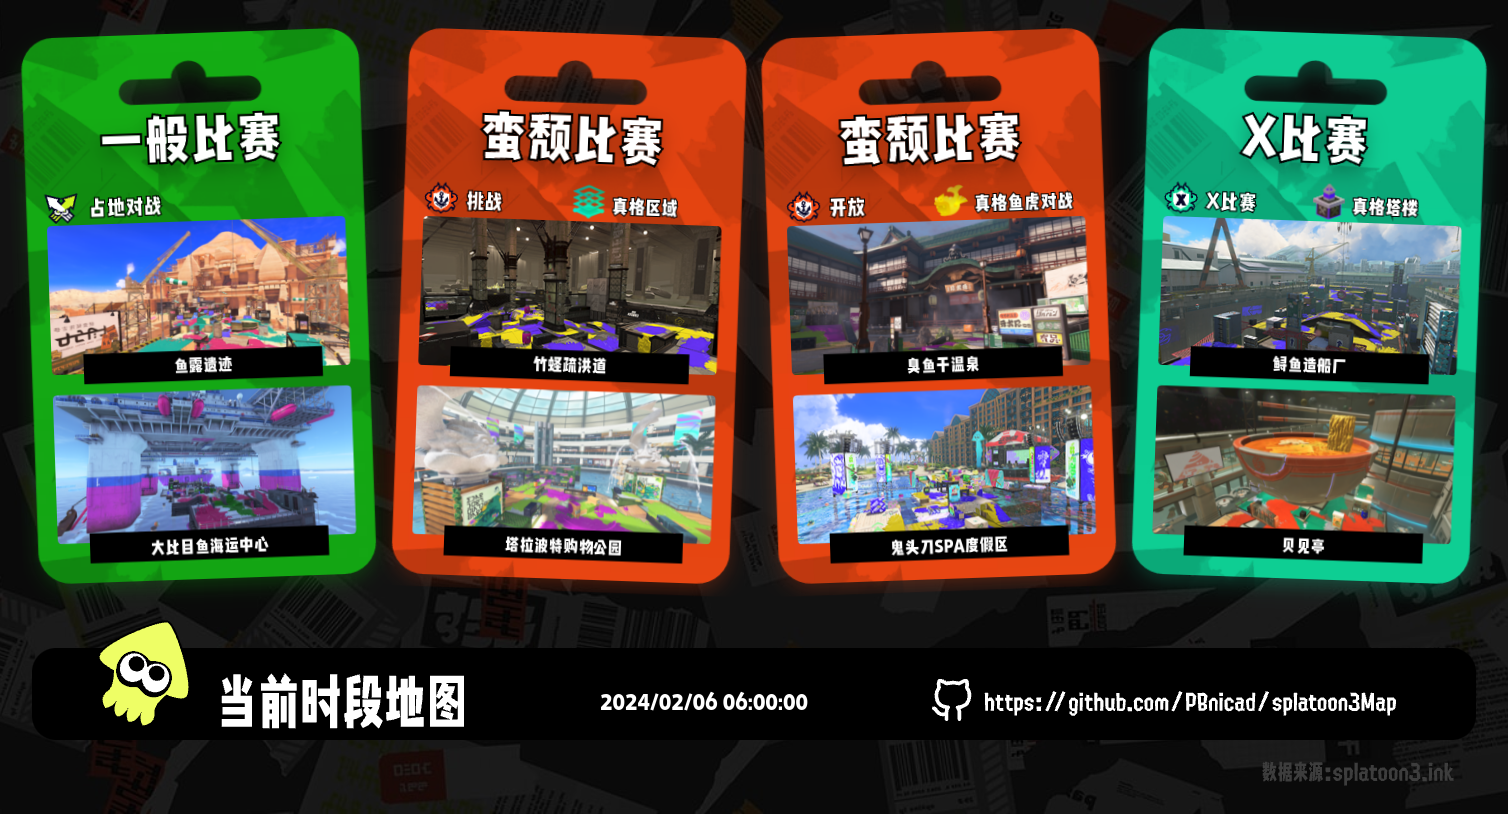 一般比赛
占地对战
鱼露遗迹
大比目鱼海运中心
蛮颓比赛
挑战
真格区域
竹蛏疏洪道
塔拉波特购物公园
蛮颓比赛
开放
真格鱼虎对战
臭鱼干温泉
鬼头刀SPA度假区
X比赛
X比赛
真格塔楼
鲟鱼造船厂
贝见亭
当前时段地图
2024/02/06 06:00:00
https://github.com/PBnicad/splatoon3Map
数据来源:splatoon3.ink